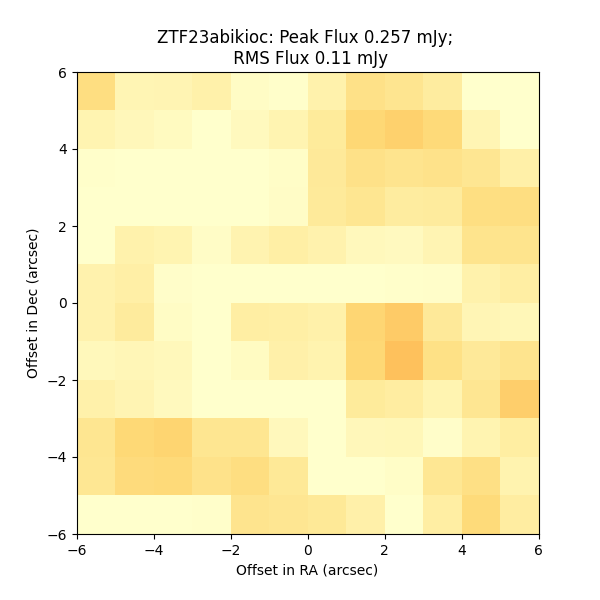 ZTF23abikioc: Peak Flux 0.257 mJy;
RMS Flux 0.11 mJy
6
4
2
0
−2
−4
−6
Offset in Dec (arcsec)
−6 −4 −2 0 2 4 6
Offset in RA (arcsec)